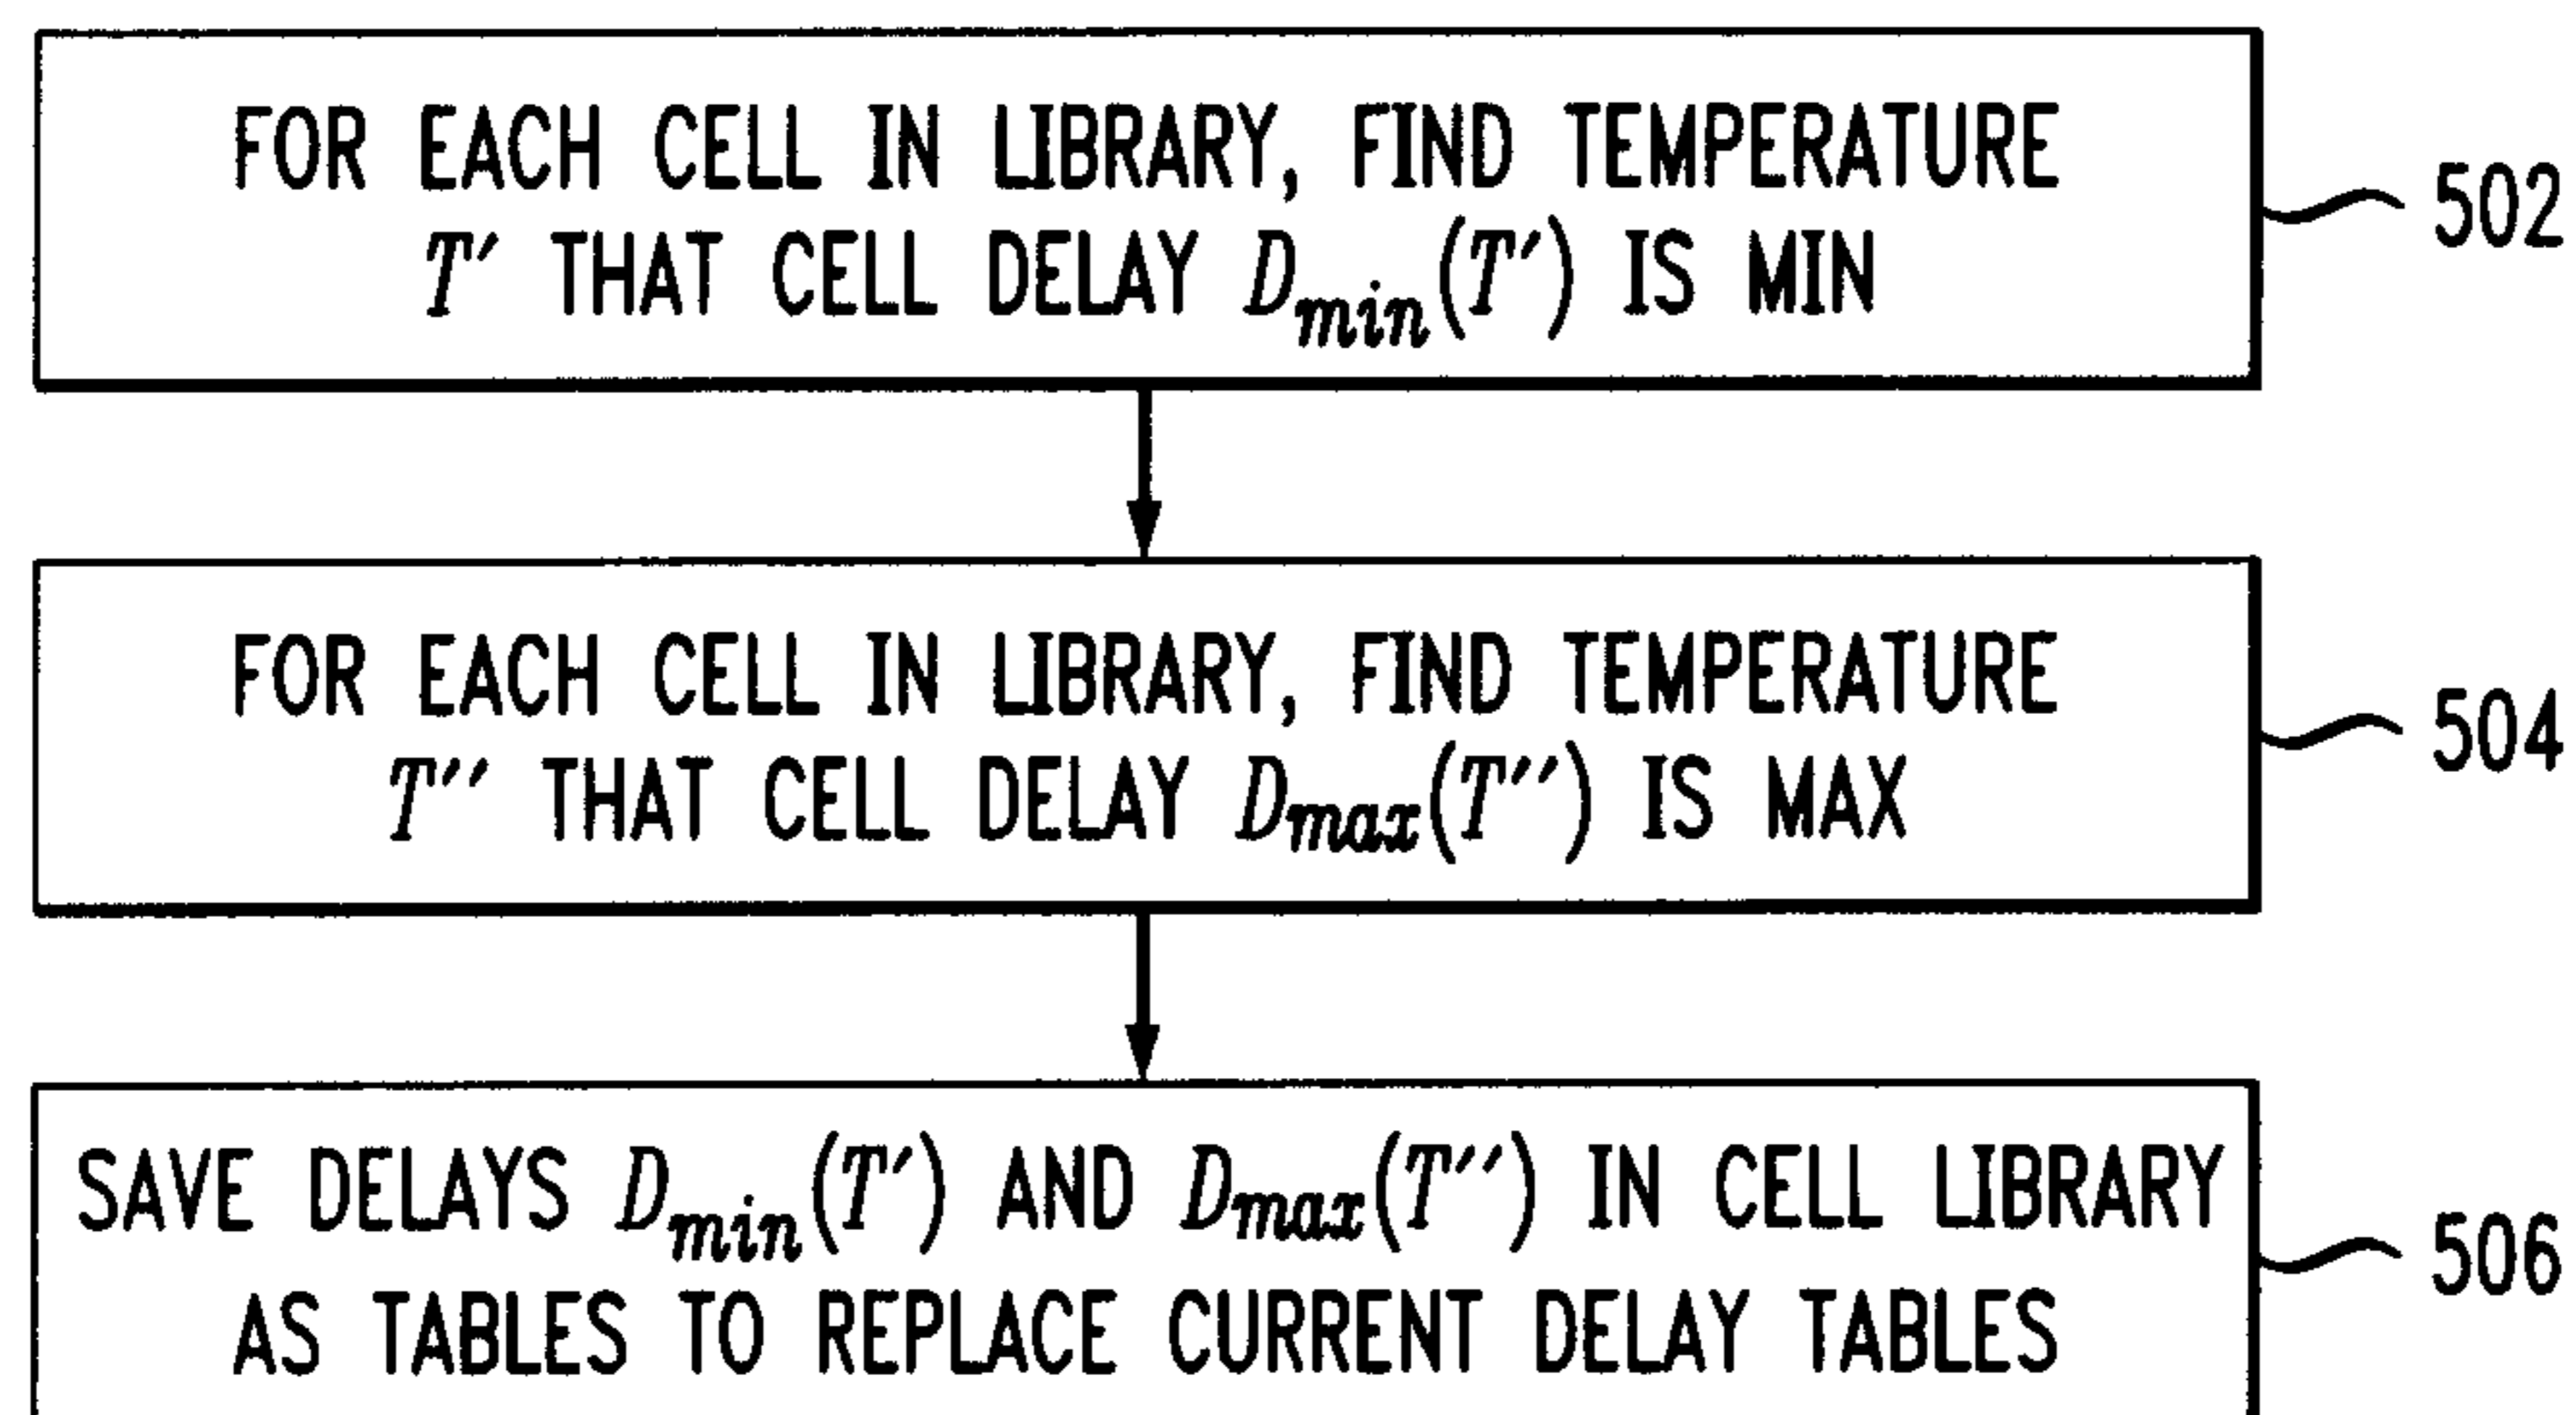 FOR EACH CELL IN LIBRARY, FIND TEMPERATURE
T′ THAT CELL DELAY Dmin(T′) IS MIN
502
FOR EACH CELL IN LIBRARY, FIND TEMPERATURE
T′′ THAT CELL DELAY Dmax(T′′) IS MAX
504
SAVE DELAYS Dmin(T′) AND Dmax(T′′) IN CELL LIBRARY
AS TABLES TO REPLACE CURRENT DELAY TABLES
506